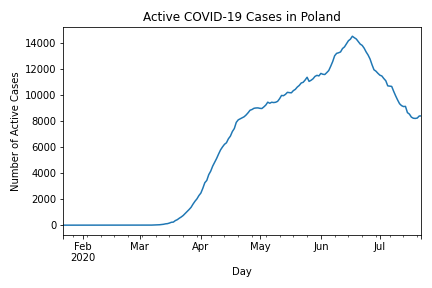 Active COVID-19 Cases in Poland
Number of Active Cases
14000
12000
10000
8000
6000
4000
2000
0
Feb Mar Apr May Jun Jul
2020
Day